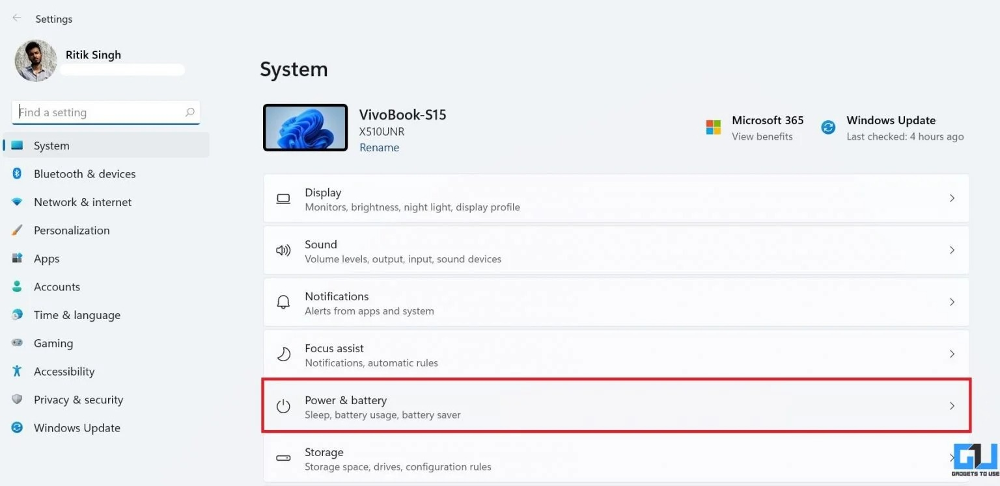 Settings
Ritik Singh
Find a setting
System
Bluetooth & devices
Network & internet
Personalization
Apps
Accounts
Time & language
Gaming
Accessibility
Privacy & security
Windows Update
System
VivoBook-S15
X510UNR
Rename
Microsoft 365
View benefits
Windows Update
Last checked: 4 hours ago
Display
Monitors, brightness, night light, display profile
Sound
Volume levels, output, input, sound devices
Notifications
Alerts from apps and system
Focus assist
Notifications, automatic rules
Power & battery
Sleep, battery usage, battery saver
Storage
Storage space, drives, configuration rules
GU
GADGETS TO USE